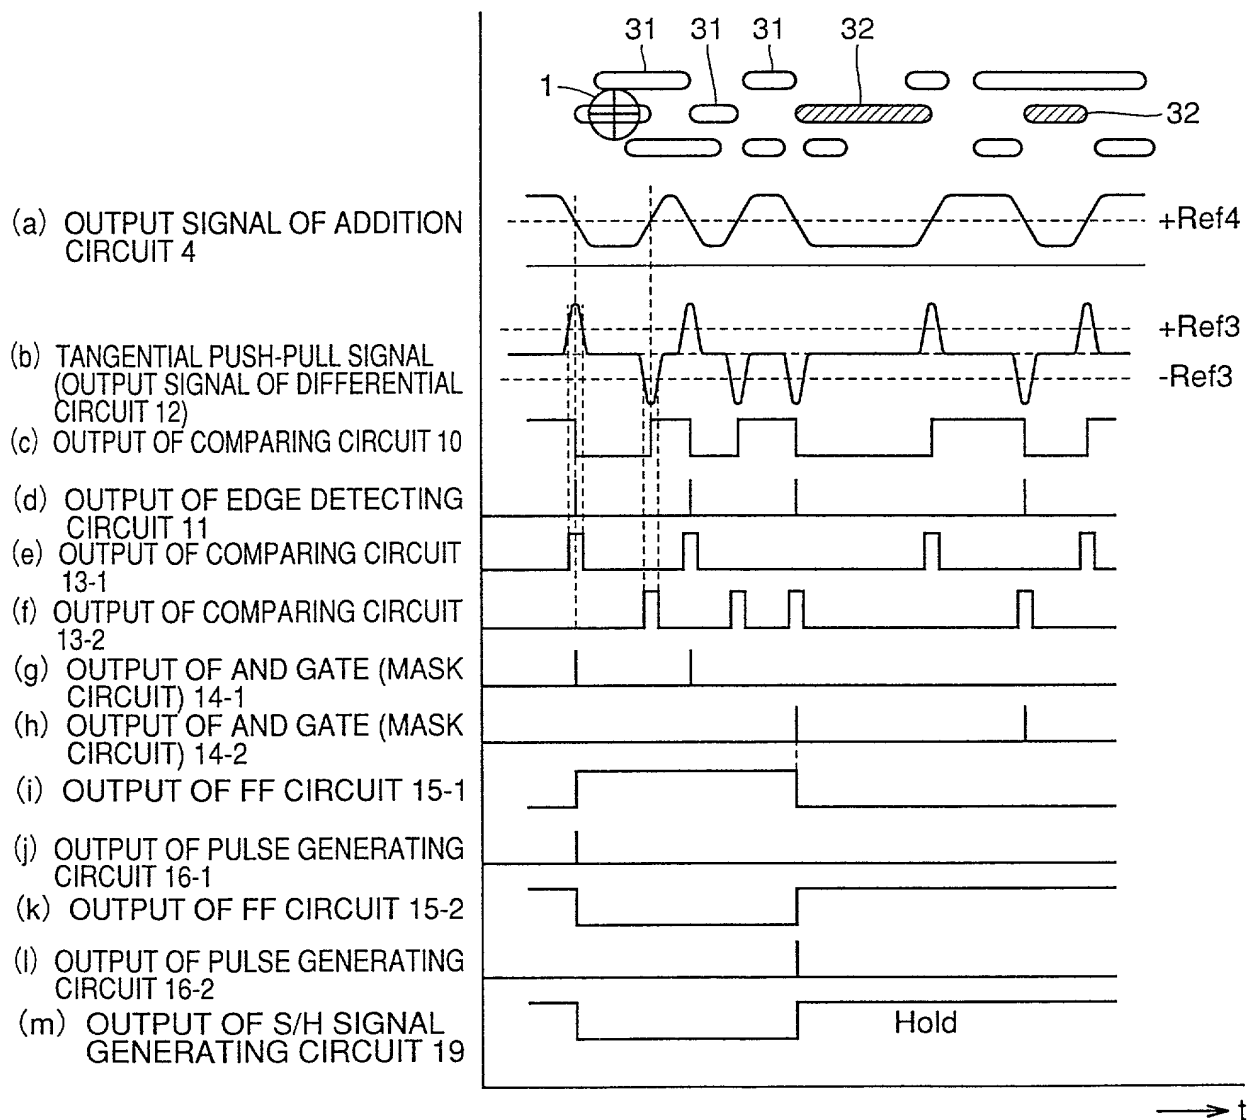 31 31 31 32
1
32
(a) OUTPUT SIGNAL OF ADDITION
CIRCUIT 4
+Ref4
+Ref3
(b) TANGENTIAL PUSH-PULL SIGNAL
(OUTPUT SIGNAL OF DIFFERENTIAL
CIRCUIT 12)
-Ref3
(c) OUTPUT OF COMPARING CIRCUIT 10
(d) OUTPUT OF EDGE DETECTING
CIRCUIT 11
(e) OUTPUT OF COMPARING CIRCUIT
13-1
(f) OUTPUT OF COMPARING CIRCUIT
13-2
(g) OUTPUT OF AND GATE (MASK
CIRCUIT) 14-1
(h) OUTPUT OF AND GATE (MASK
CIRCUIT) 14-2
(i) OUTPUT OF FF CIRCUIT 15-1
(j) OUTPUT OF PULSE GENERATING
CIRCUIT 16-1
(k) OUTPUT OF FF CIRCUIT 15-2
(l) OUTPUT OF PULSE GENERATING
CIRCUIT 16-2
(m) OUTPUT OF S/H SIGNAL
GENERATING CIRCUIT 19
Hold
t